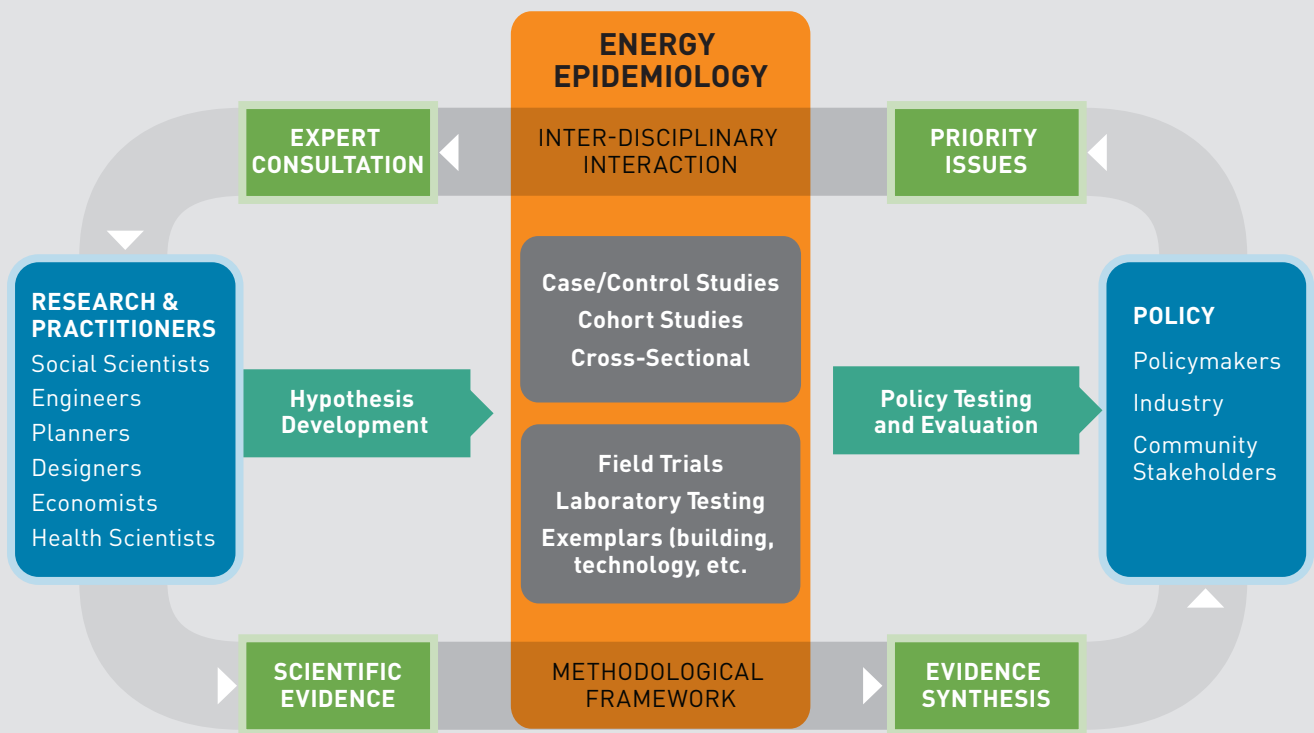 ENERGY
EPIDEMIOLOGY
EXPERT
CONSULTATION
INTER-DISCIPLINARY
INTERACTION
PRIORITY
ISSUES
RESEARCH &
PRACTITIONERS
Social Scientists
Engineers
Planners
Designers
Economists
Health Scientists
Hypothesis
Development
Case/Control Studies
Cohort Studies
Cross-Sectional
Field Trials
Laboratory Testing
Exemplars (building,
technology, etc.
Policy Testing
and Evaluation
POLICY
Policymakers
Industry
Community
Stakeholders
SCIENTIFIC
EVIDENCE
METHODOLOGICAL
FRAMEWORK
EVIDENCE
SYNTHESIS